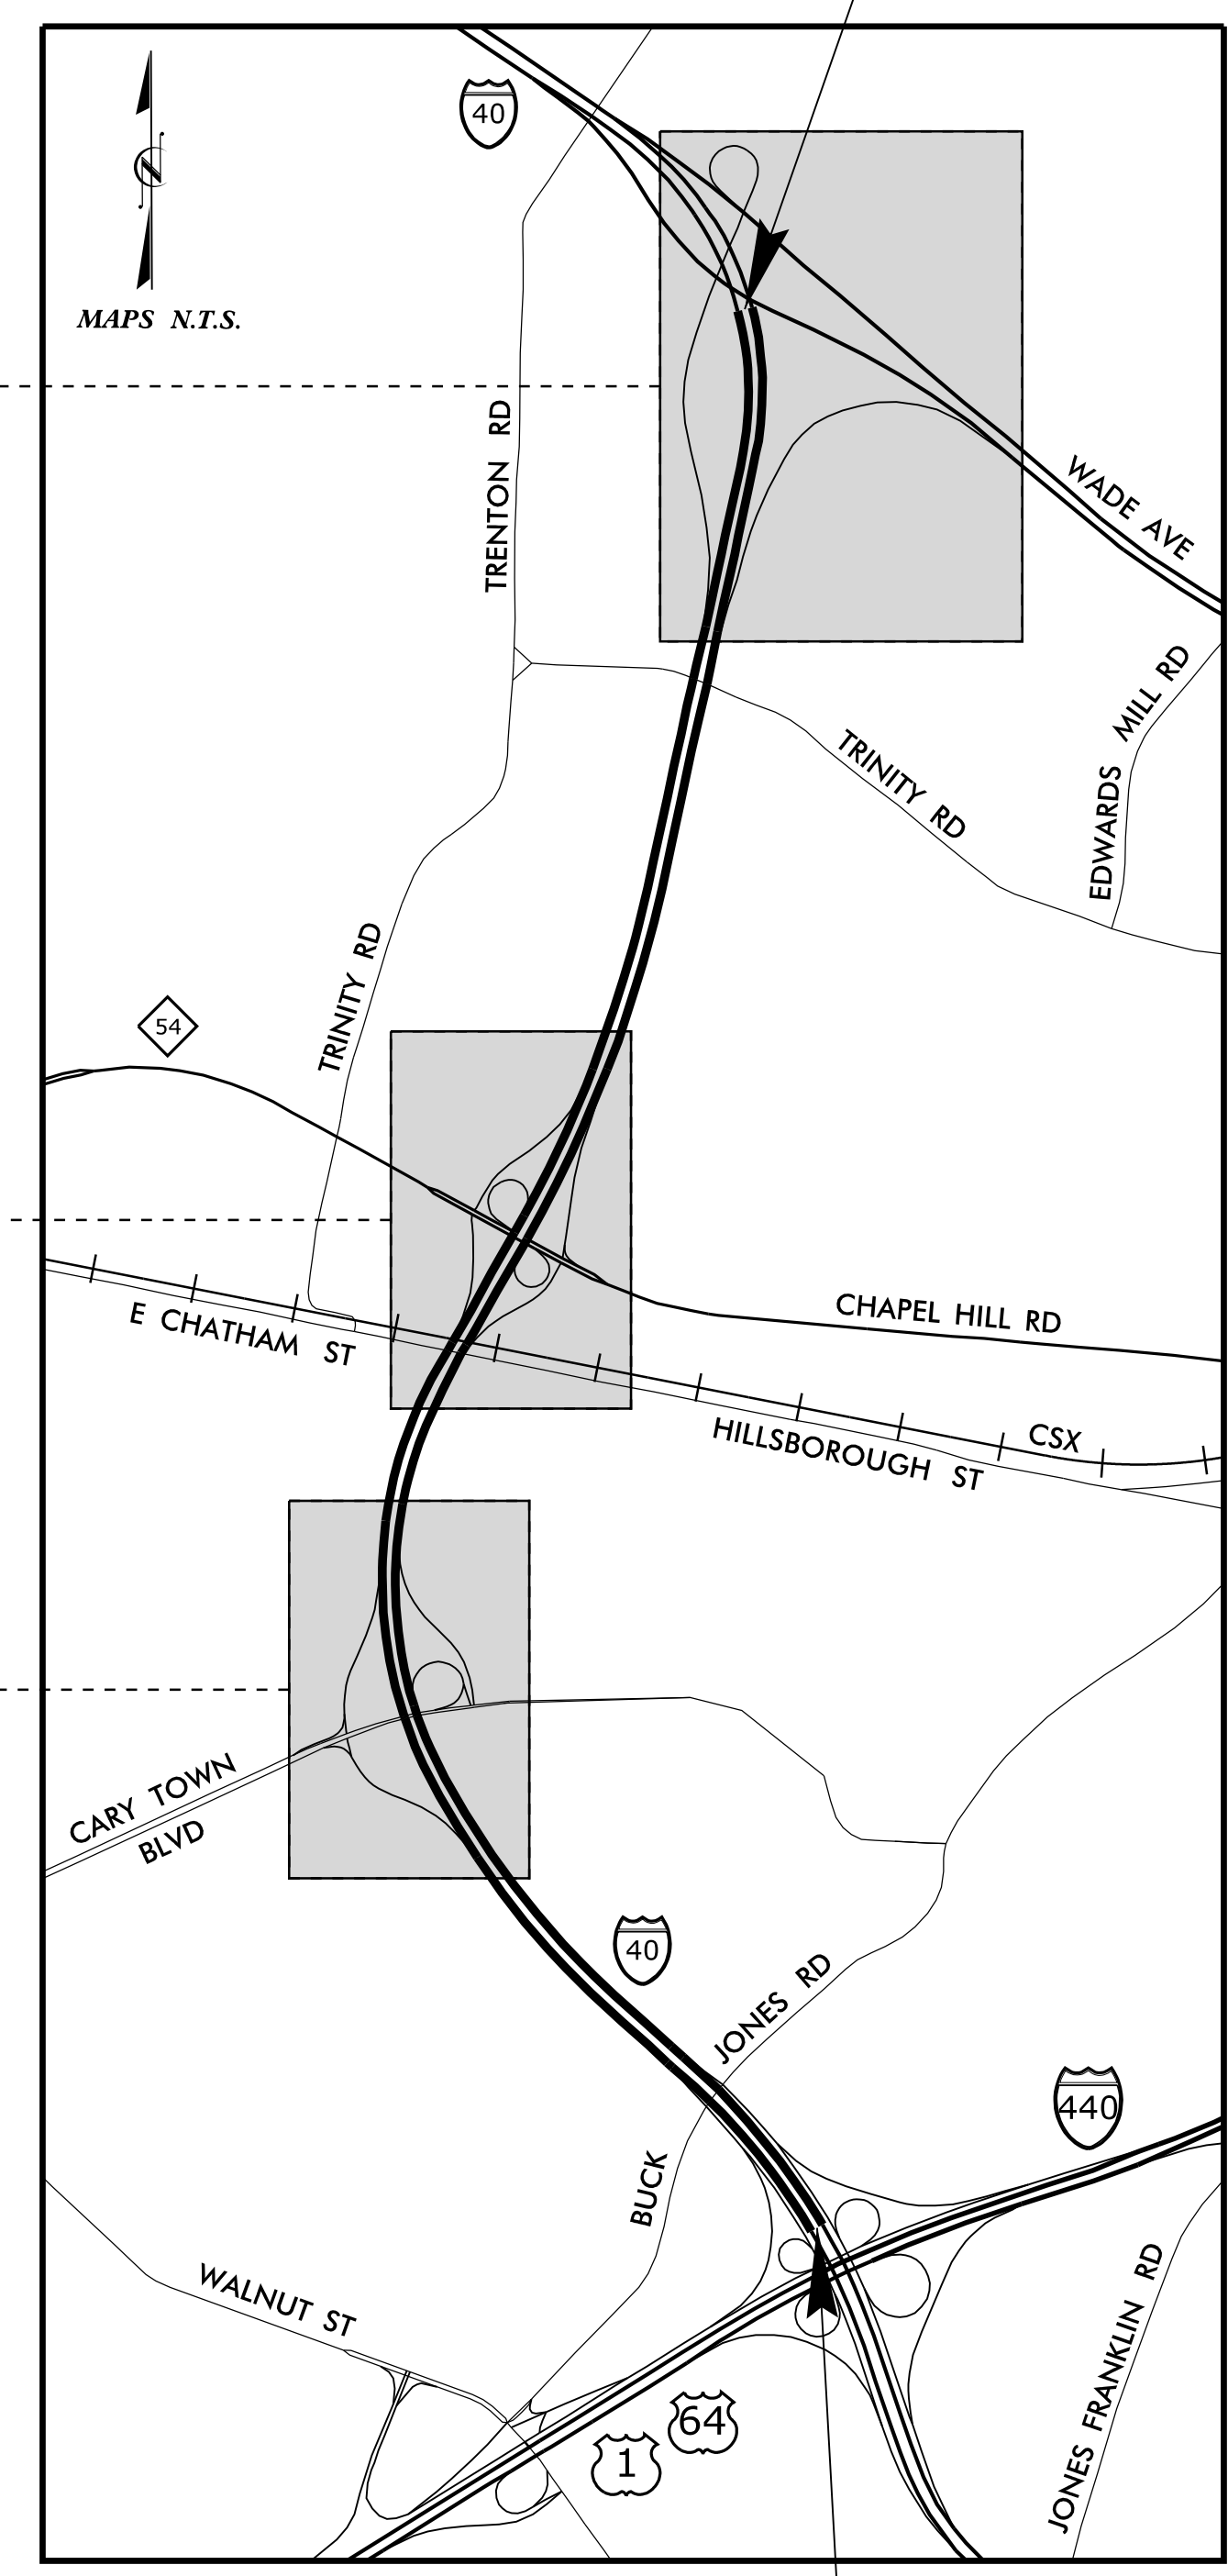 40
N
MAPS N.T.S.
TRENTON RD
WADE AVE
EDWARDS MILL RD
TRINITY RD
TRINITY RD
54
E CHATHAM ST
CHAPEL HILL RD
HILLSBOROUGH ST
CSX
CARY TOWN
BLVD
40
JONES RD
BUCK
440
WALNUT ST
JONES FRANKLIN RD
64
1